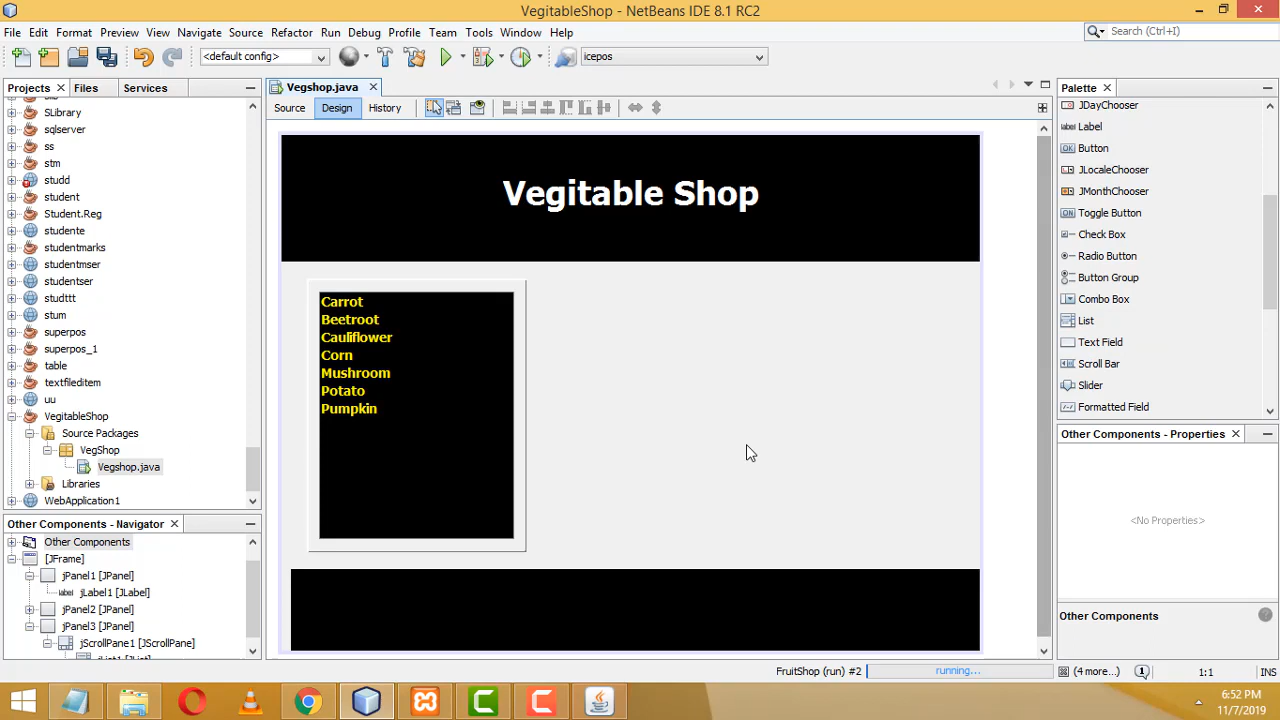 VegitableShop - NetBeans IDE 8.1 RC2
File Edit Format Preview View Navigate Source Refactor Run Debug Profile Team Tools Window Help
Search (Ctrl+I)
<default config>
icepos
Projects
Files
Services
SLibrary
sqlserver
ss
stm
studd
student
Student.Reg
studente
studentmarks
studentmser
studentser
studttt
stum
superpos
superpos_1
table
textfileditem
uu
VegitableShop
Source Packages
VegShop
Vegshop.java
Libraries
WebApplication1
Other Components - Navigator
Other Components
[JFrame]
jPanel1 [JPanel]
jLabel1 [JLabel]
jPanel2 [JPanel]
jPanel3 [JPanel]
jScrollPane1 [JScrollPane]
Vegshop.java
Source Design History
Vegitable Shop
Carrot
Beetroot
Cauliflower
Corn
Mushroom
Potato
Pumpkin
Palette
JDayChooser
label Label
OK Button
JLocaleChooser
JMonthChooser
ON Toggle Button
Check Box
Radio Button
Button Group
Combo Box
List
Text Field
Scroll Bar
Slider
Formatted Field
Other Components - Properties
<No Properties>
Other Components
FruitShop (run) #2
running...
(4 more...)
1
1:1
INS
6:52 PM
11/7/2019